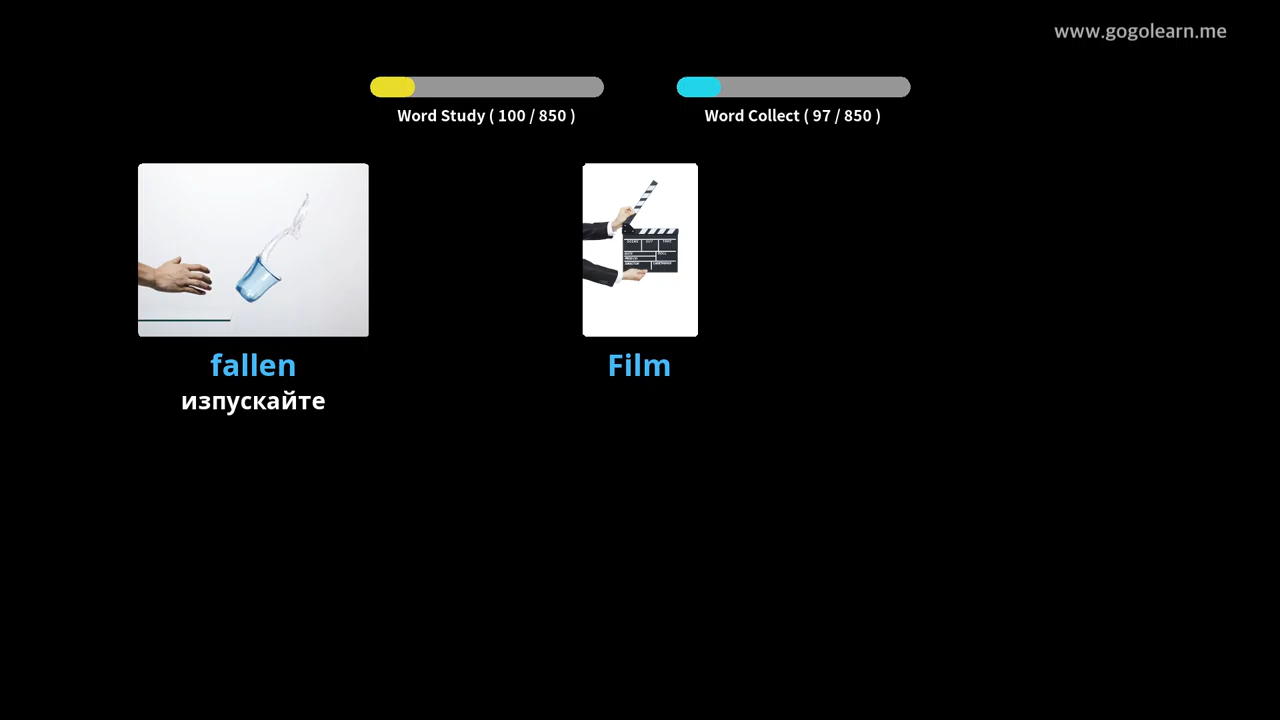 www.gogolearn.me
Word Study ( 100 / 850 )
Word Collect ( 97 / 850 )
fallen
изпускайте
Film